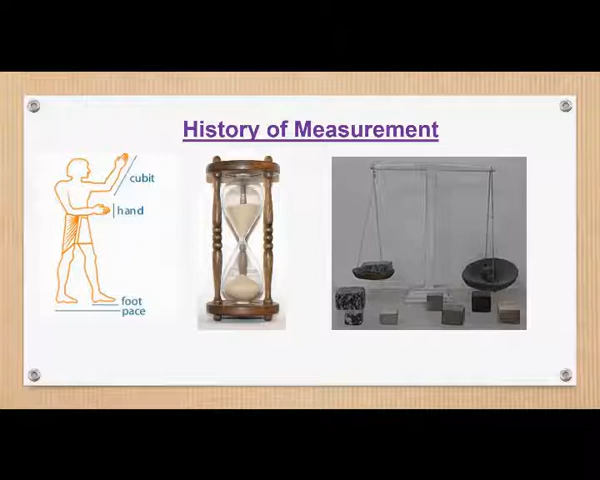 History of Measurement
cubit
hand
foot
pace